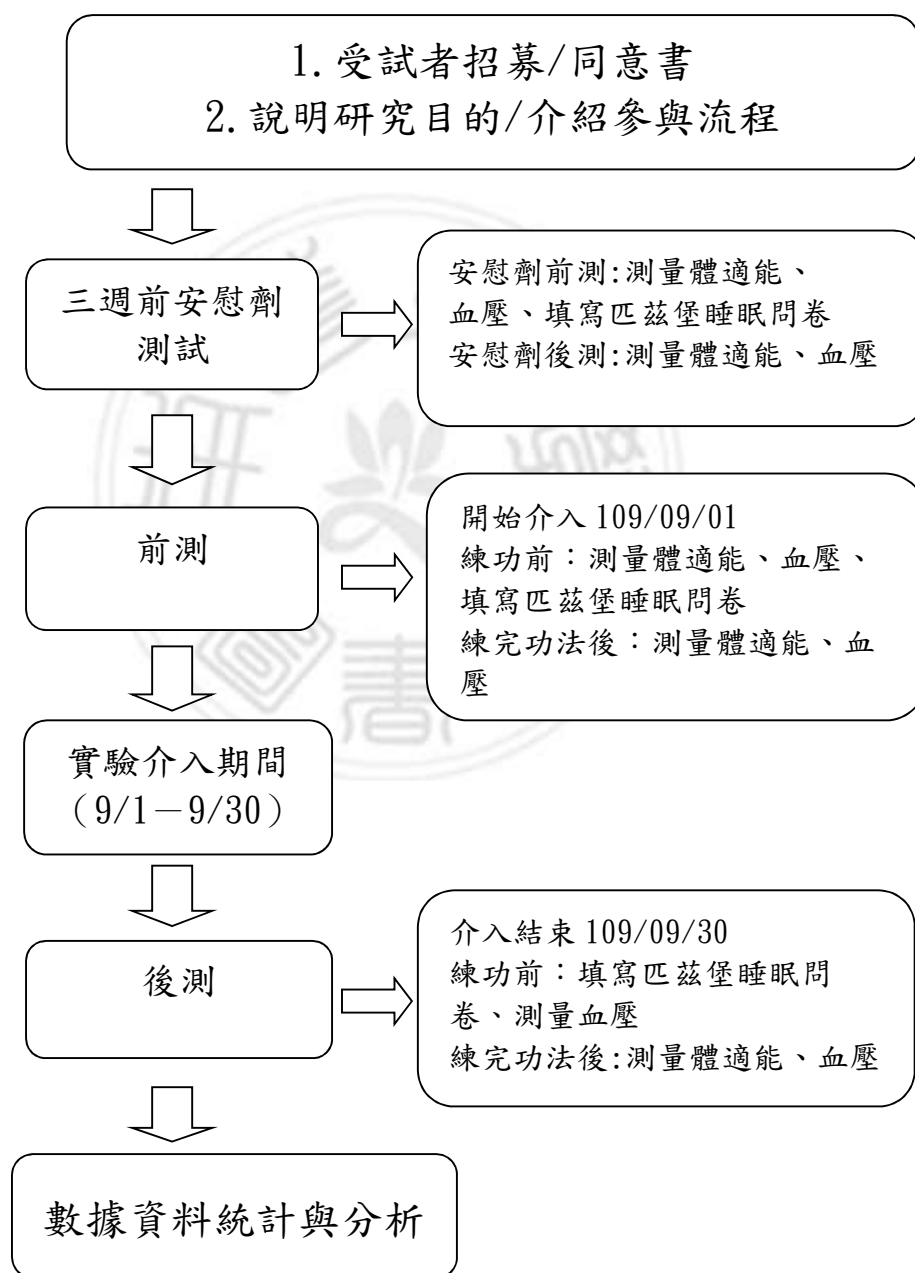 1.受試者招募/同意書
2.說明研究目的/介紹參與流程
三週前安慰劑
測試
安慰劑前測:測量體適能、
血壓、填寫匹茲堡睡眠問卷
安慰劑後測:測量體適能、血壓
前測
開始介入 109/09/01
練功前：測量體適能、血壓、
填寫匹茲堡睡眠問卷
練完功法後：測量體適能、血
壓
實驗介入期間
（9/1－9/30）
後測
介入結束 109/09/30
練功前：填寫匹茲堡睡眠問
卷、測量血壓
練完功法後:測量體適能、血壓
數據資料統計與分析